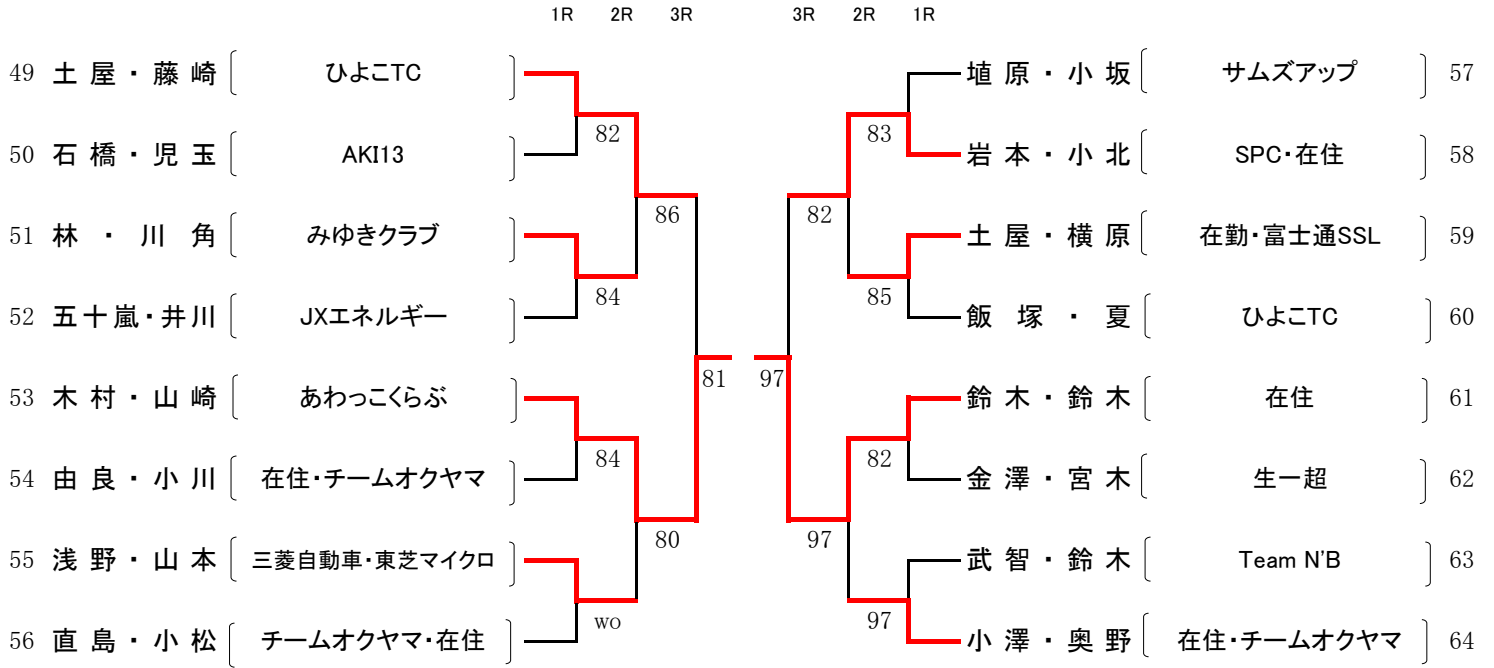 1R 2R 3R 3R 2R 1R
49 土屋・藤崎 ひよこTC 埴原・小坂 サムズアップ 57
82 83
50 石橋・児玉 AKI13 岩本・小北 SPC・在住 58
86 82
51 林・川角 みゆきクラブ 土屋・横原 在勤・富士通SSL 59
84 85
52 五十嵐・井川 JXエネルギー 飯塚・夏 ひよこTC 60
81 97
53 木村・山崎 あわっこくらぶ 鈴木・鈴木 在住 61
84 82
54 由良・小川 在住・チームオクヤマ 金澤・宮木 生一超 62
80 97
55 浅野・山本 三菱自動車・東芝マイクロ 武智・鈴木 Team N'B 63
wo 97
56 直島・小松 チームオクヤマ・在住 小澤・奥野 在住・チームオクヤマ 64